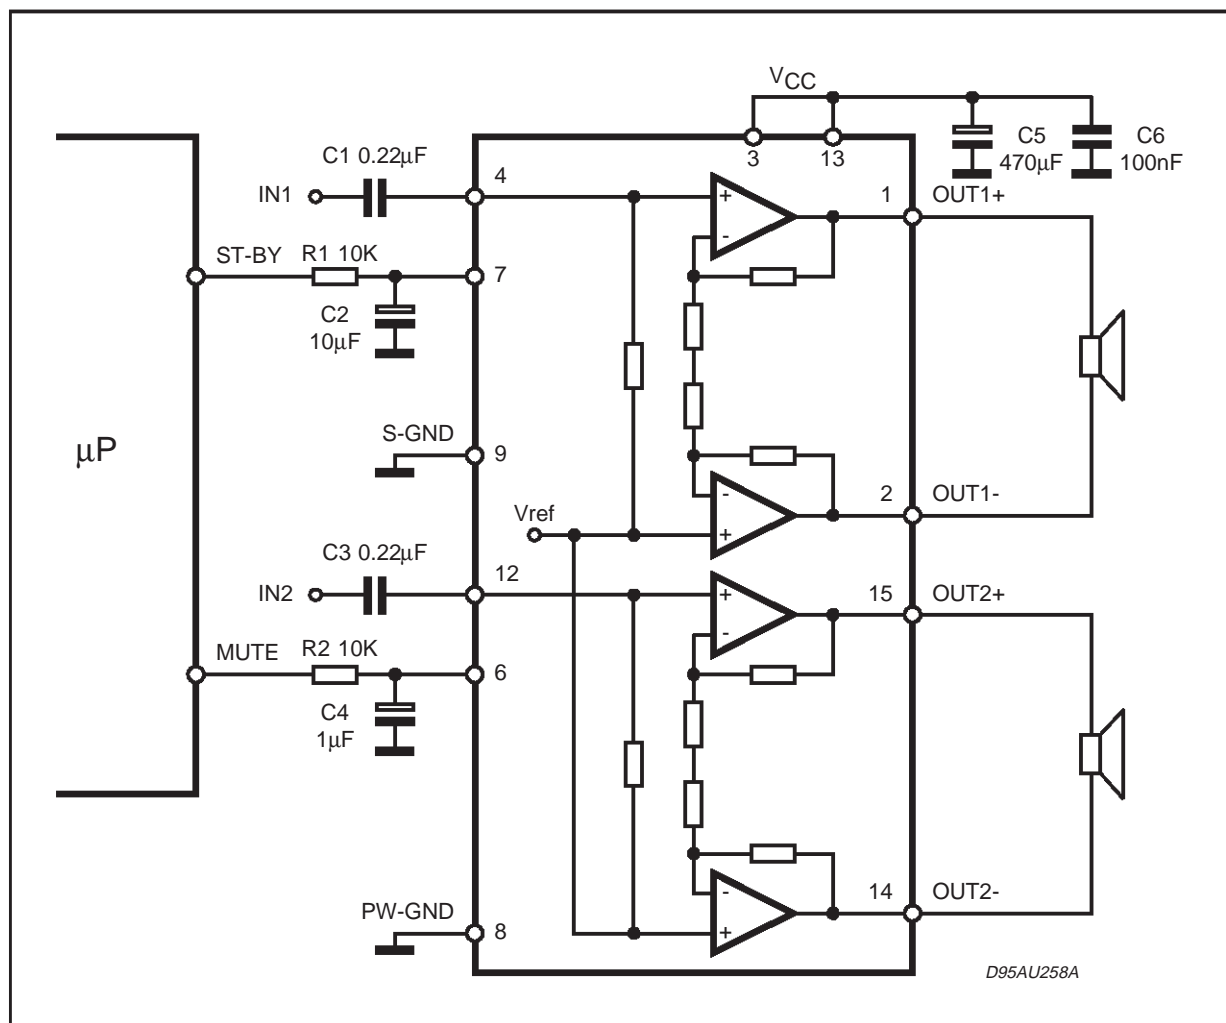 VCC
3
13
C5
470µF
C6
100nF
C1 0.22µF
IN1
4
+
-
1
OUT1+
ST-BY
R1 10K
7
C2
10µF
µP
S-GND
9
-
+
2
OUT1-
Vref
C3 0.22µF
IN2
12
+
-
15
OUT2+
MUTE
R2 10K
6
C4
1µF
PW-GND
8
-
+
14
OUT2-
D95AU258A